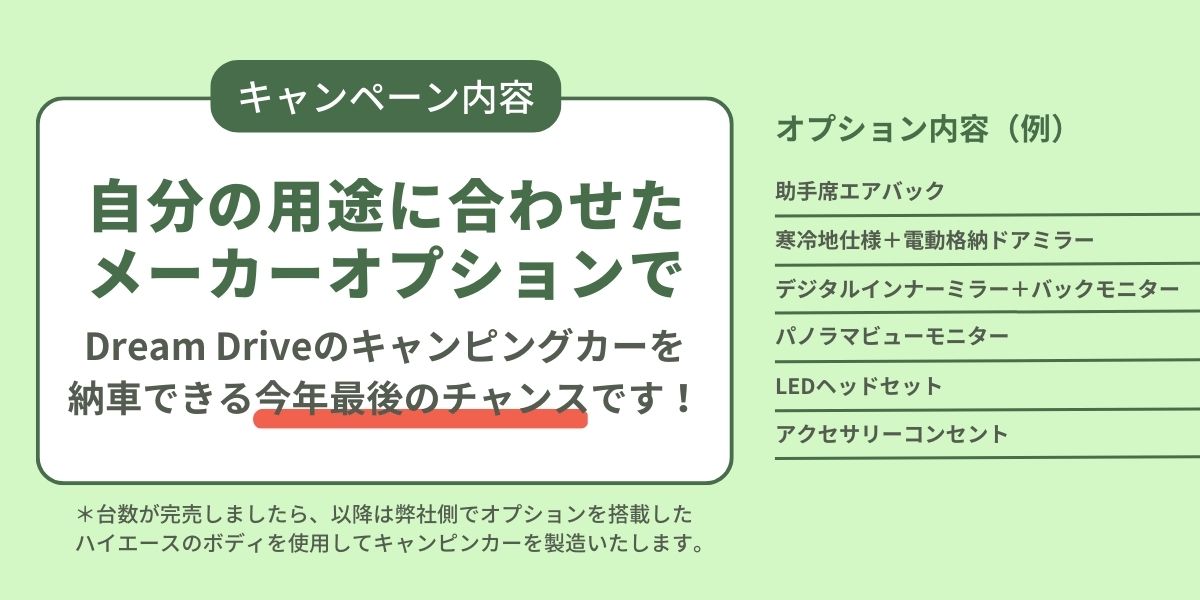 キャンペーン内容
自分の用途に合わせた
メーカーオプションで
Dream Driveのキャンピングカーを
納車できる今年最後のチャンスです！
＊台数が完売しましたら、以降は弊社側でオプションを搭載した
ハイエースのボディを使用してキャンピンカーを製造いたします。
オプション内容（例）
助手席エアバック
寒冷地仕様＋電動格納ドアミラー
デジタルインナーミラー＋バックモニター
パノラマビューモニター
LEDヘッドセット
アクセサリーコンセント